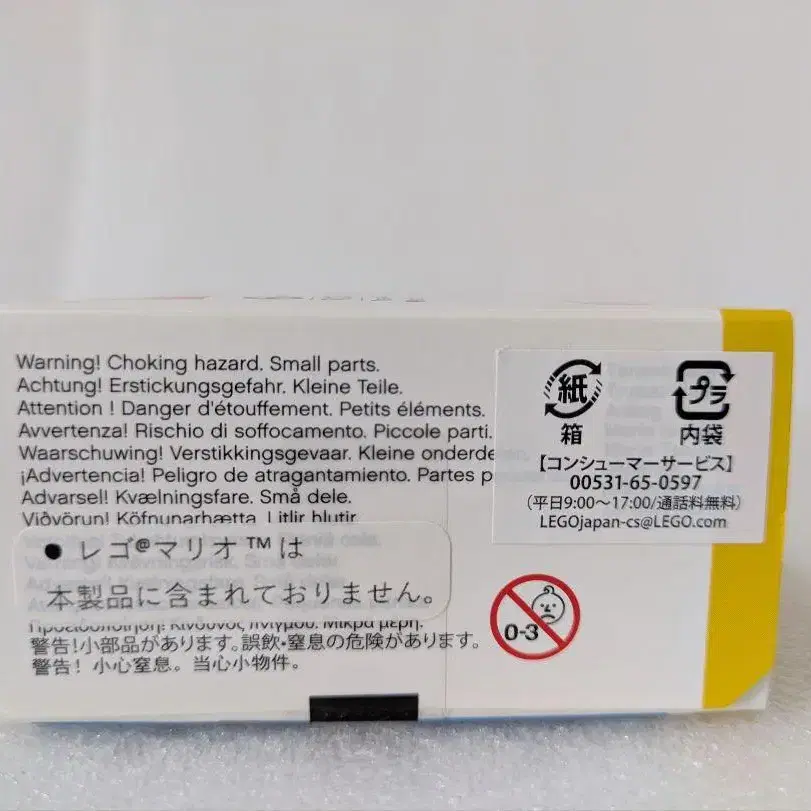 Warning! Choking hazard. Small parts.
Achtung! Erstickungsgefahr. Kleine Teile.
Attention ! Danger d'étouffement. Petits éléments.
Avvertenza! Rischio di soffocamento. Piccole parti.
Waarschuwing! Verstikkingsgevaar. Kleine
¡Advertencia! Peligro de atragantamiento. Partes
Advarsel! Kvælningsfare. Små dele.
Viðvörun! Köfnunarhætta. Litlir hlutir
●レゴ®マリオ™は
本製品に含まれておりません。
Προειδοποίηση! Κίνδυνος πνιγμού. Μικρά μέρη.
警告!小部品があります。誤飲・窒息の危険があります。
警告！小心窒息。当心小物件。
紙 プラ
箱 内袋
【コンシューマーサービス】
00531-65-0597
(平日9:00～17:00/通話料無料)
LEGOjapan-cs@LEGO.com
0-3